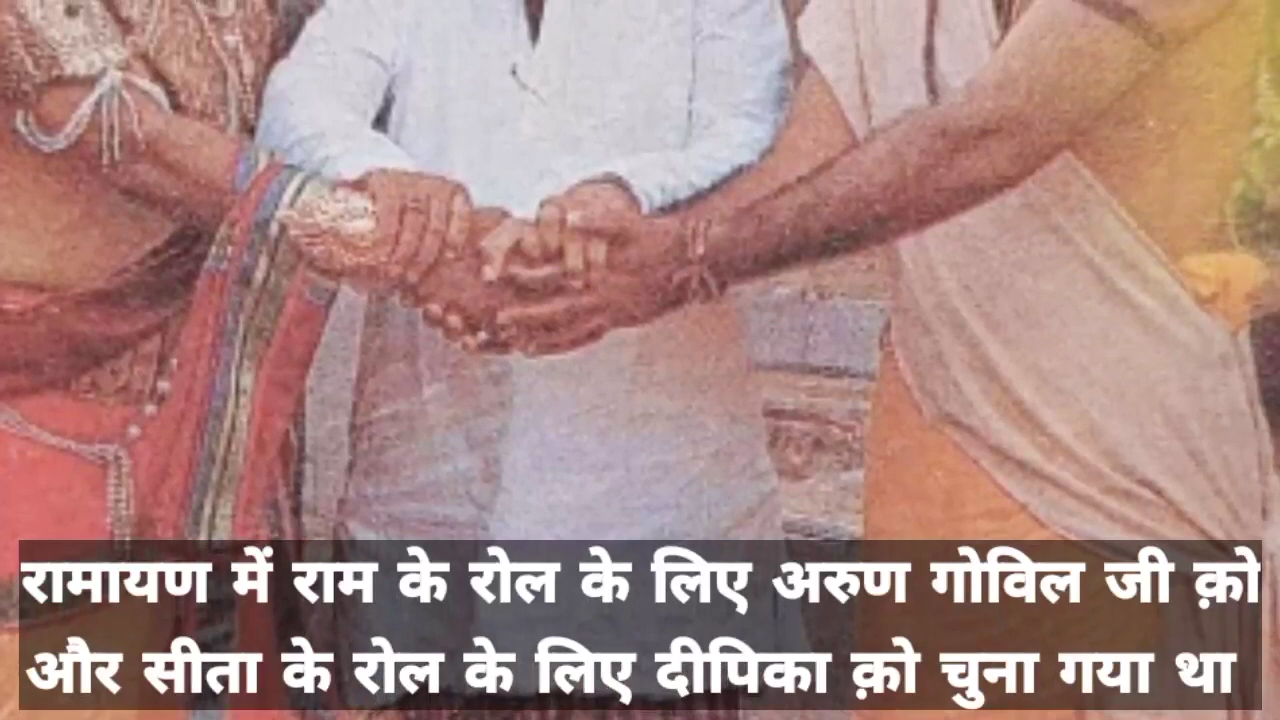 रामायण में राम के रोल के लिए अरुण गोविल जी क़ो
और सीता के रोल के लिए दीपिका क़ो चुना गया था